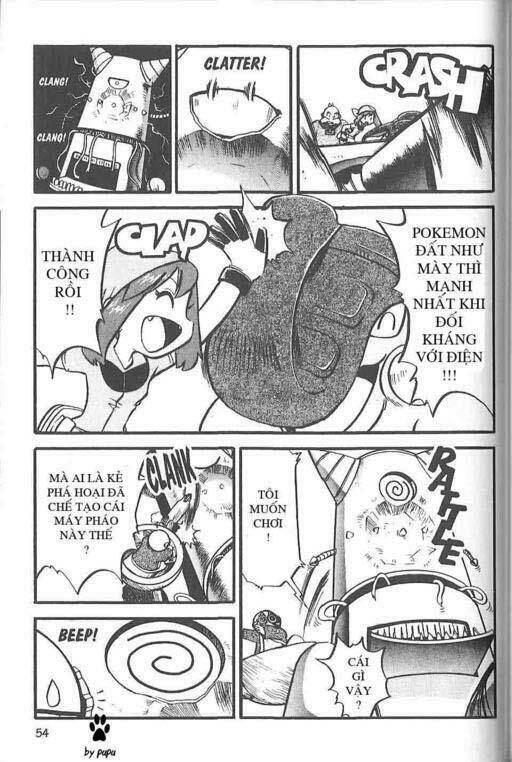 CLANG!
CLANG!
CLATTER!
CRASH
THÀNH
CÔNG
RỒI
!!
CLAP
POKEMON
ĐẤT NHƯ
MÀY THÌ
MẠNH
NHẤT KHI
ĐỐI
KHÁNG
VỚI ĐIỆN
!!!
MÀ AI LÀ KẺ
PHÁ HOẠI ĐÃ
CHẾ TẠO CÁI
MÁY PHÁO
NÀY THẾ
?
CLANK
TÔI
MUỐN
CHƠI
!
RATTLE
CÁI
GÌ
VẬY
?
BEEP!
54
by papa